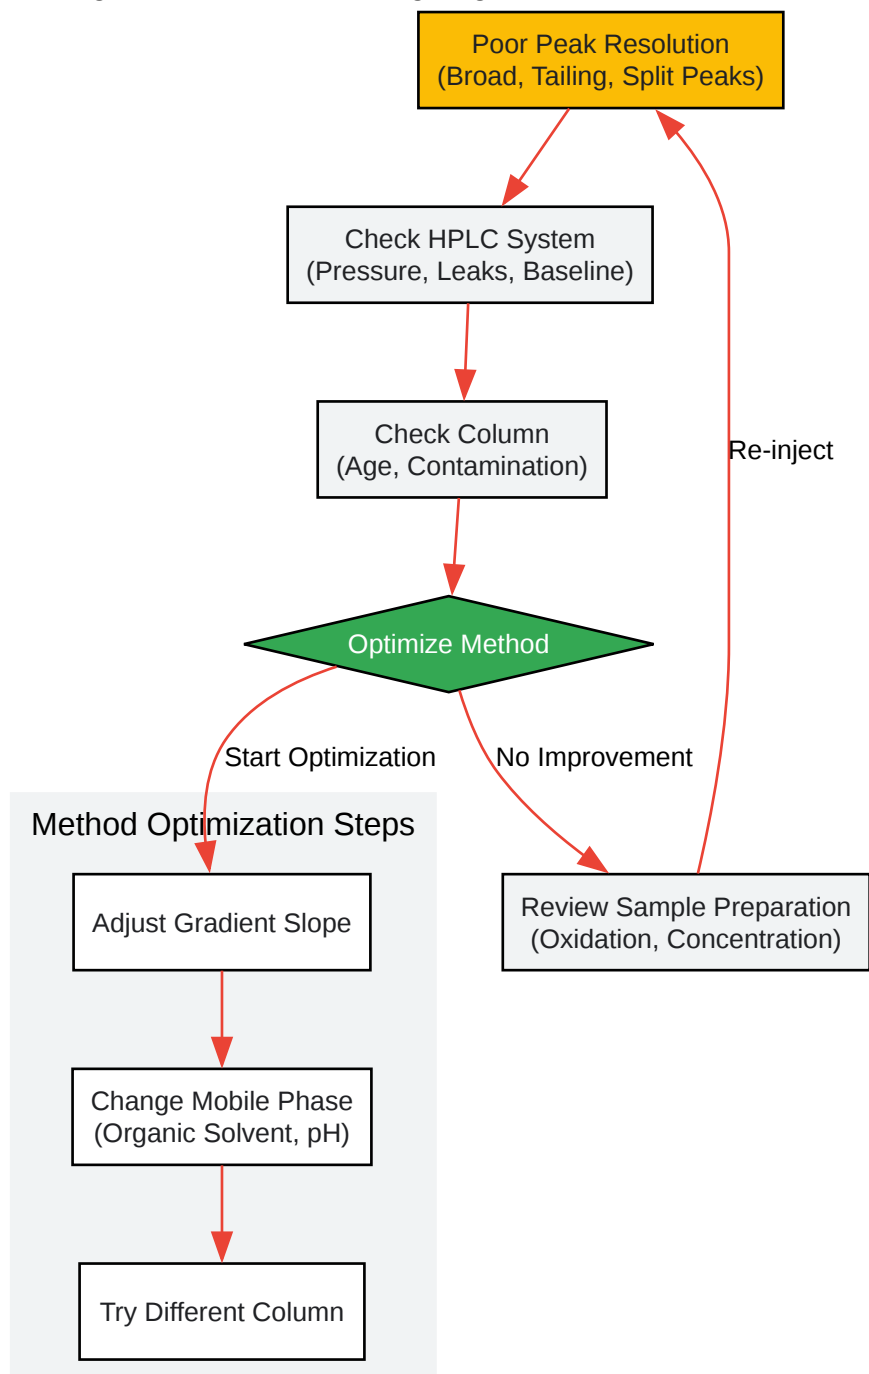 Poor Peak Resolution
(Broad, Tailing, Split Peaks)
Check HPLC System
(Pressure, Leaks, Baseline)
Check Column
(Age, Contamination)
Re-inject
Optimize Method
Start Optimization
No Improvement
Method Optimization Steps
Adjust Gradient Slope
Review Sample Preparation
(Oxidation, Concentration)
Change Mobile Phase
(Organic Solvent, pH)
Try Different Column